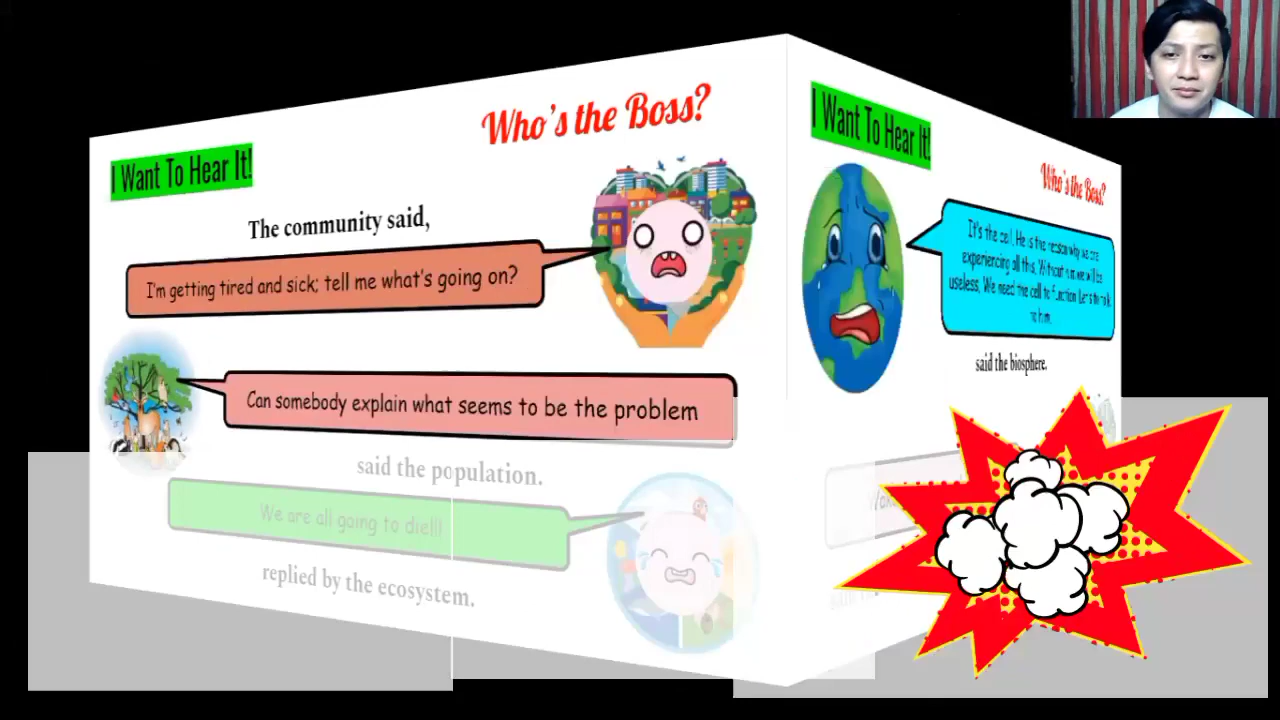 I Want To Hear It!
Who's the Boss?
The community said,
I'm getting tired and sick; tell me what's going on?
Can somebody explain what seems to be the problem
said the population.
We are all going to die!!!
replied by the ecosystem.
I Want To Hear It!
Who's the Boss?
It's the cell. He is the reason why we are
experiencing all this. Without him we will be
useless. We need the cell to function. Let's
said the biosphere.